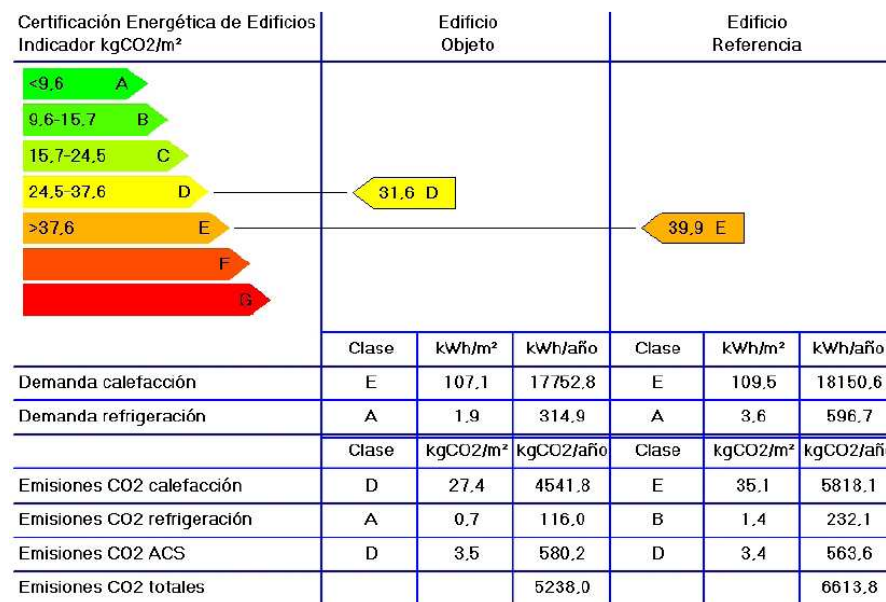 Certificación Energética de Edificios
Indicador kgCO2/m²
Edificio
Objeto
Edificio
Referencia
<9,6 A
9,6-15,7 B
15,7-24,5 C
24,5-37,6 D
31,6 D
>37,6 E
39,9 E
F
G
Clase kWh/m² kWh/año Clase kWh/m² kWh/año
Demanda calefacción E 107,1 17752,8 E 109,5 18150,6
Demanda refrigeración A 1,9 314,9 A 3,6 596,7
Clase kgCO2/m² kgCO2/año Clase kgCO2/m² kgCO2/añ
Emisiones CO2 calefacción D 27,4 4541,8 E 35,1 5818,1
Emisiones CO2 refrigeración A 0,7 116,0 B 1,4 232,1
Emisiones CO2 ACS D 3,5 580,2 D 3,4 563,6
Emisiones CO2 totales 5238,0 6613,8